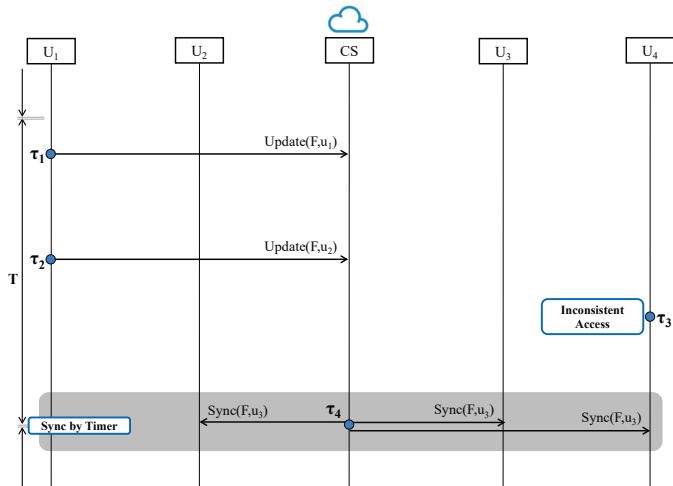 U₁ U₂ CS U₃ U₄
Update(F,u₁)
τ₁
Update(F,u₂)
τ₂
T
Inconsistent
Access
τ₃
Sync(F,u₃) τ₄ Sync(F,u₃) Sync(F,u₃)
Sync by Timer